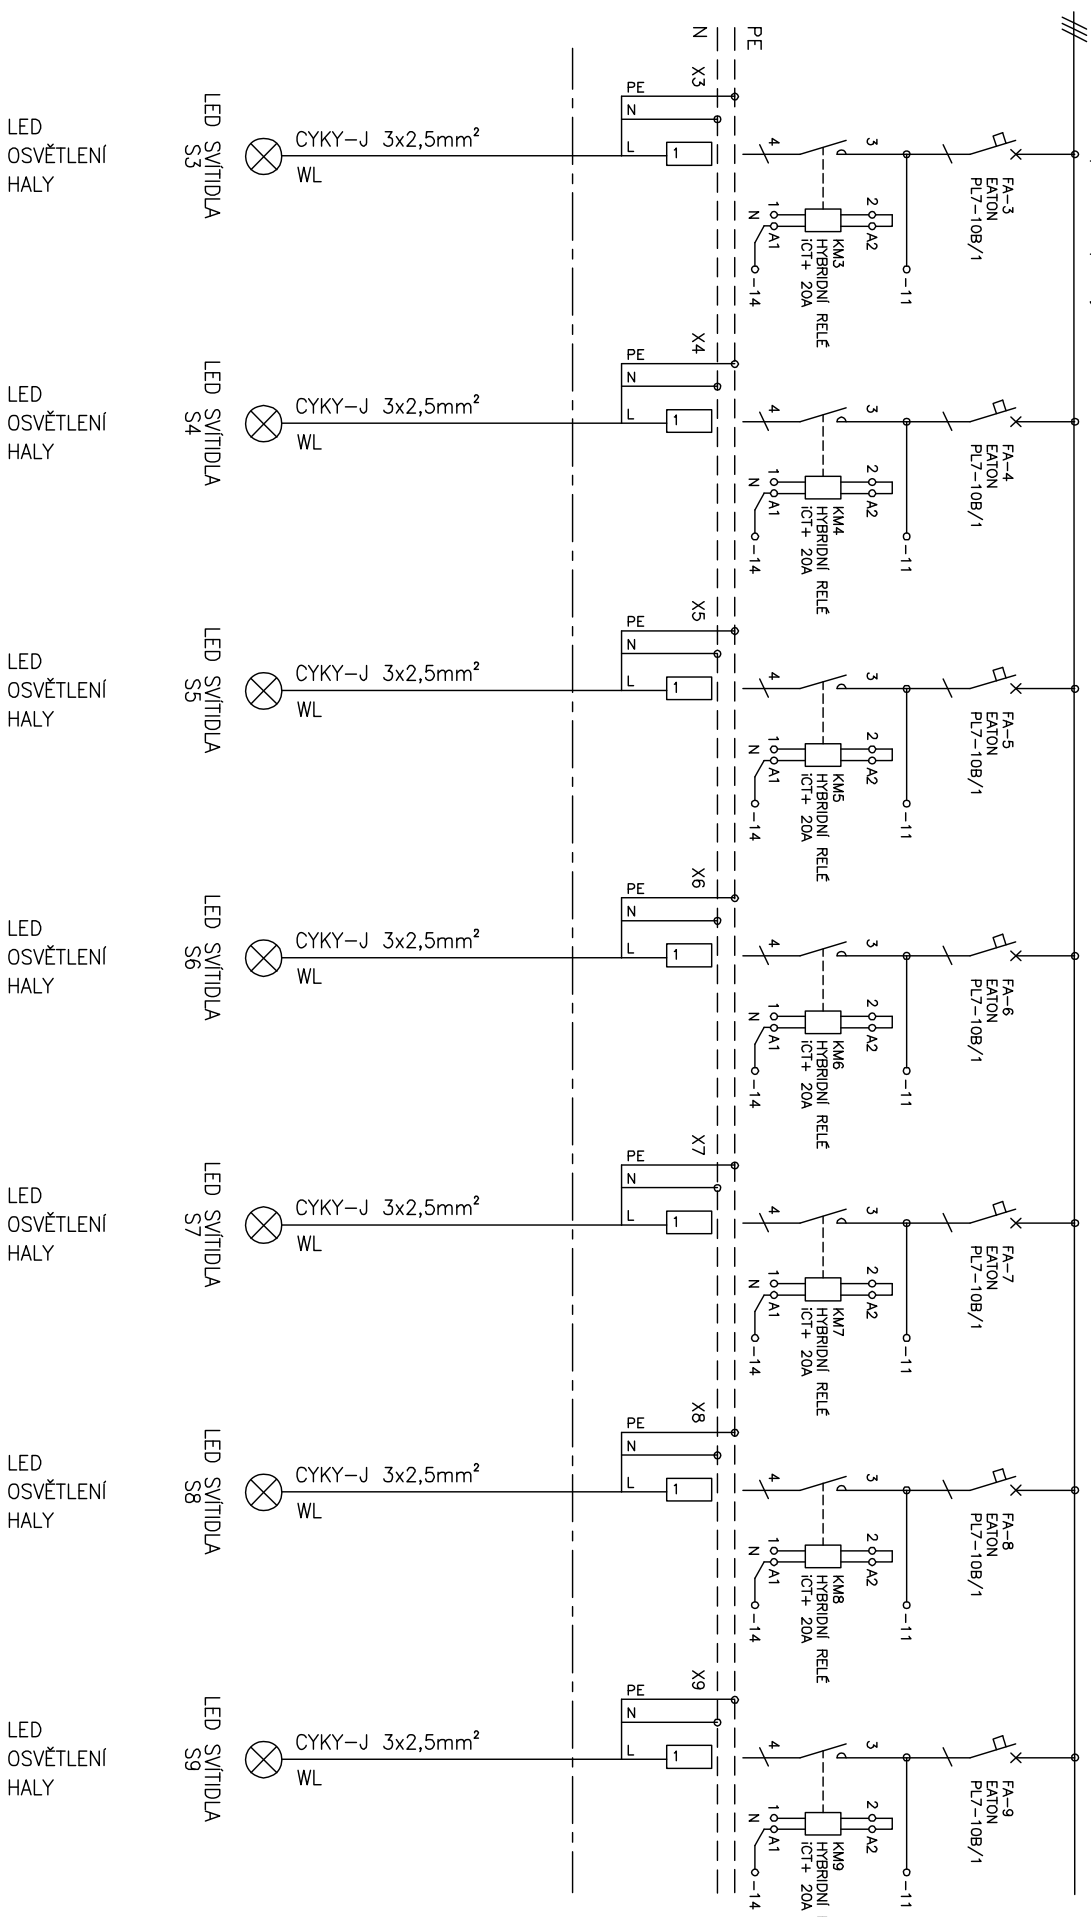 N
PE
X3
PE
N
L
1
4
3
FA-3
EATON
PL7-10B/1
2
A2
1
A1
N
KM3
HYBRIDNÍ RELÉ
iCT+ 20A
-14
-11
CYKY-J 3x2,5mm²
WL
LED SVÍTIDLA
S3
LED
OSVĚTLENÍ
HALY
X4
PE
N
L
1
4
3
FA-4
EATON
PL7-10B/1
2
A2
1
A1
N
KM4
HYBRIDNÍ RELÉ
iCT+ 20A
-14
-11
CYKY-J 3x2,5mm²
WL
LED SVÍTIDLA
S4
LED
OSVĚTLENÍ
HALY
X5
PE
N
L
1
4
3
FA-5
EATON
PL7-10B/1
2
A2
1
A1
N
KM5
HYBRIDNÍ RELÉ
iCT+ 20A
-14
-11
CYKY-J 3x2,5mm²
WL
LED SVÍTIDLA
S5
LED
OSVĚTLENÍ
HALY
X6
PE
N
L
1
4
3
FA-6
EATON
PL7-10B/1
2
A2
1
A1
N
KM6
HYBRIDNÍ RELÉ
iCT+ 20A
-14
-11
CYKY-J 3x2,5mm²
WL
LED SVÍTIDLA
S6
LED
OSVĚTLENÍ
HALY
X7
PE
N
L
1
4
3
FA-7
EATON
PL7-10B/1
2
A2
1
A1
N
KM7
HYBRIDNÍ RELÉ
iCT+ 20A
-14
-11
CYKY-J 3x2,5mm²
WL
LED SVÍTIDLA
S7
LED
OSVĚTLENÍ
HALY
X8
PE
N
L
1
4
3
FA-8
EATON
PL7-10B/1
2
A2
1
A1
N
KM8
HYBRIDNÍ RELÉ
iCT+ 20A
-14
-11
CYKY-J 3x2,5mm²
WL
LED SVÍTIDLA
S8
LED
OSVĚTLENÍ
HALY
X9
PE
N
L
1
4
3
FA-9
EATON
PL7-10B/1
2
A2
1
A1
N
KM9
HYBRIDNÍ
iCT+ 20A
-14
-11
CYKY-J 3x2,5mm²
WL
LED SVÍTIDLA
S9
LED
OSVĚTLENÍ
HALY